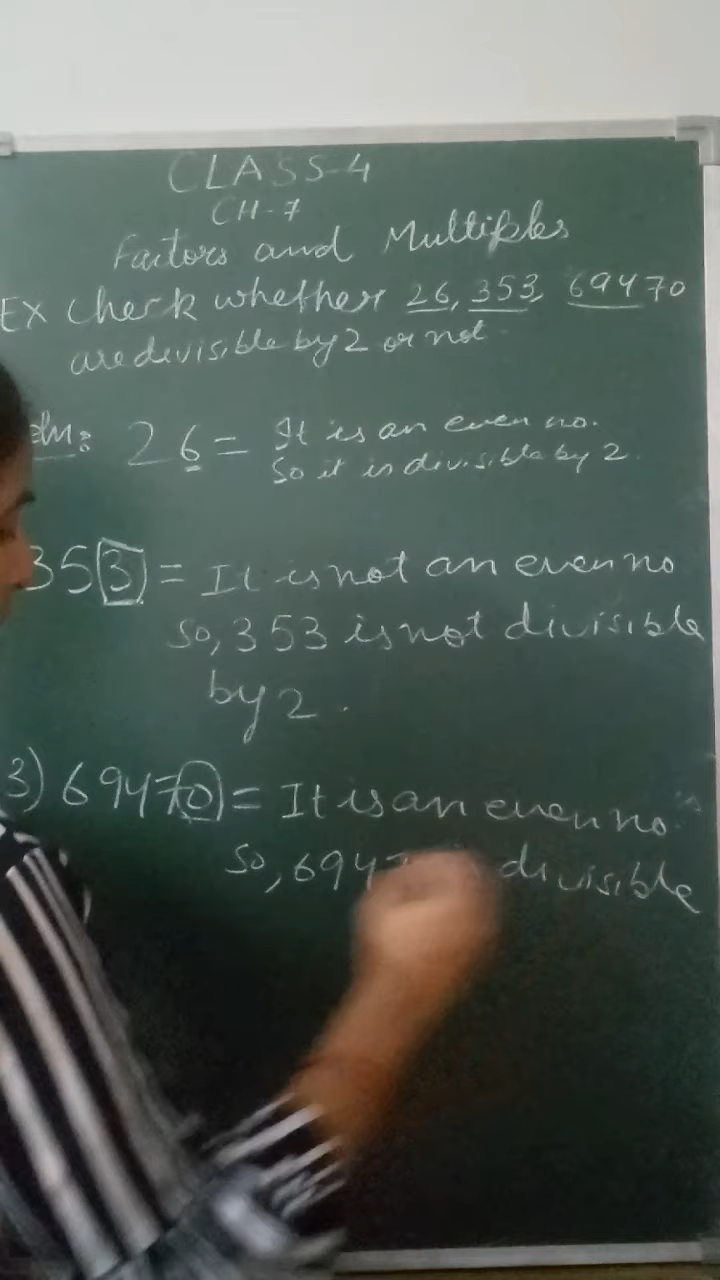 CLASS-4
CH-7
Factors and Multiples
EX Check whether 26, 353, 69470
are divisible by 2 or not.
26 = It is an even no.
So it is divisible by 2.
353 = It is not an even no
so, 353 is not divisible
by 2.
3) 69470 = It is an even no.
so, 6947 divisible